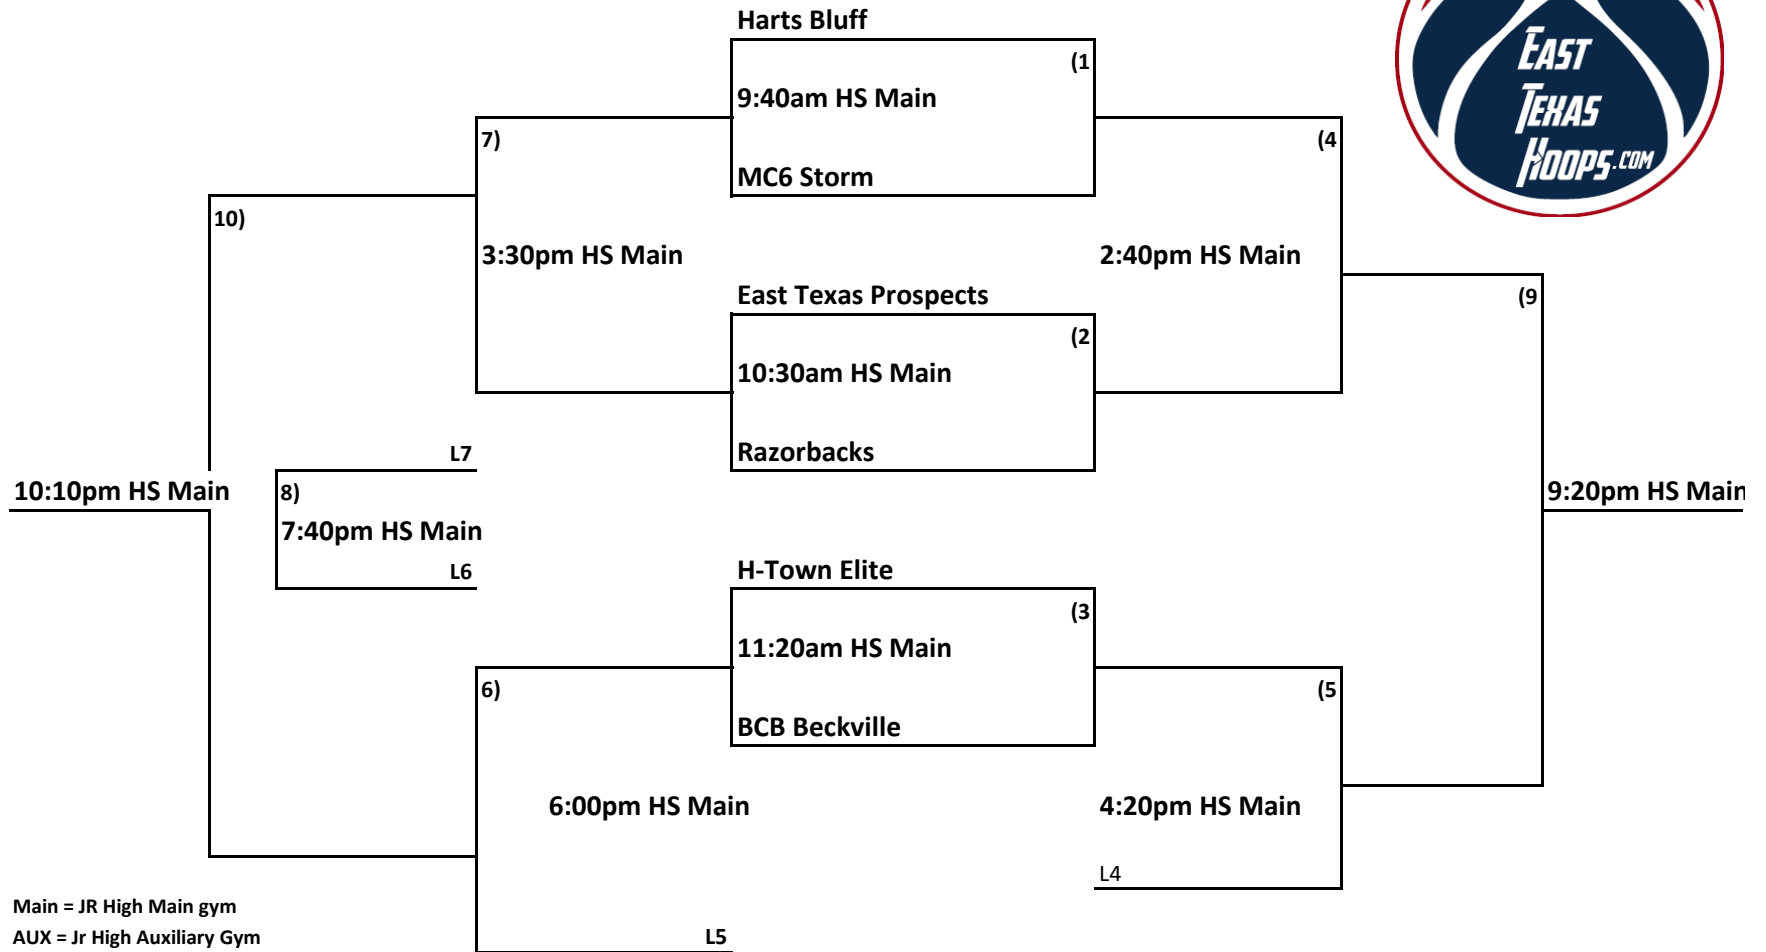 Harts Bluff
(1
9:40am HS Main
7)
(4
MC6 Storm
10)
3:30pm HS Main
2:40pm HS Main
East Texas Prospects
(9
(2
10:30am HS Main
L7
Razorbacks
10:10pm HS Main
8)
9:20pm HS Main
7:40pm HS Main
L6
H-Town Elite
(3
11:20am HS Main
6)
(5
BCB Beckville
6:00pm HS Main
4:20pm HS Main
L4
Main = JR High Main gym
AUX = Jr High Auxiliary Gym
L5
EAST
TEXAS
HOOPS.COM